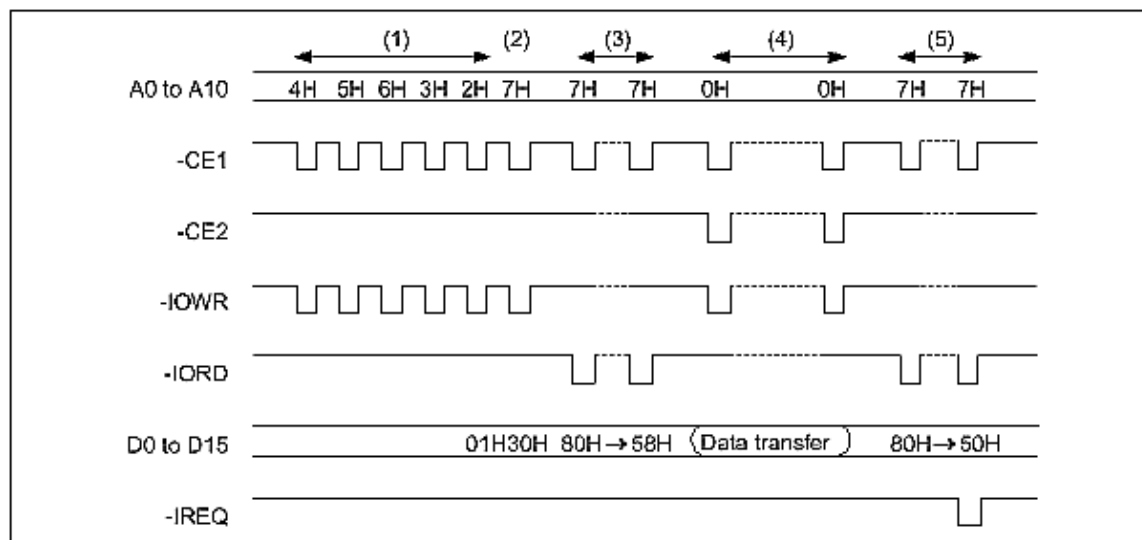 (1) (2) (3) (4) (5)
A0 to A10 4H 5H 6H 3H 2H 7H 7H 7H 0H 0H 7H 7H
-CE1
-CE2
-IOWR
-IORD
D0 to D15 01H30H 80H→58H Data transfer 80H→50H
-IREQ